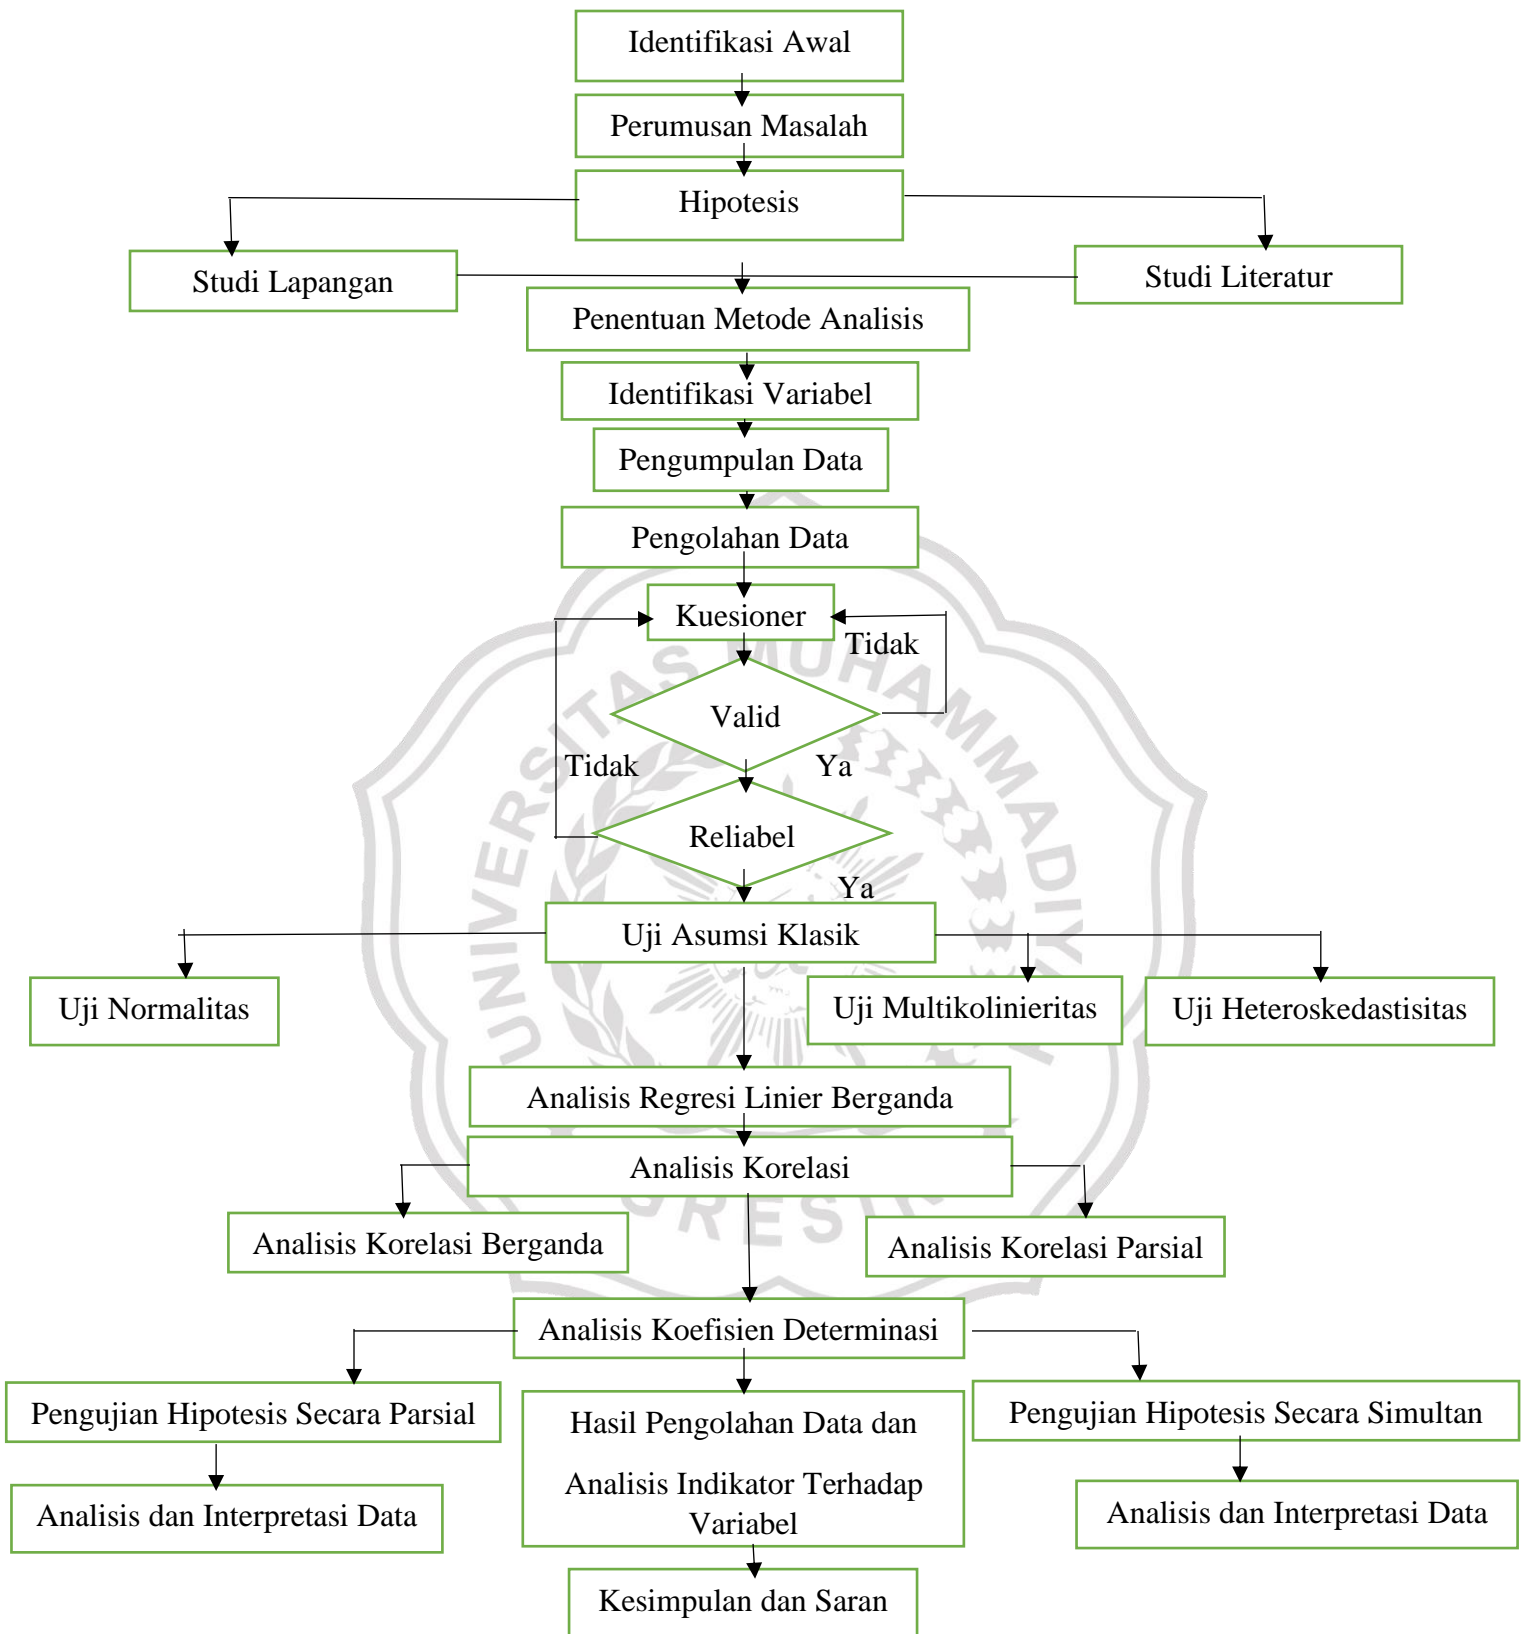 Identifikasi Awal
Perumusan Masalah
Hipotesis
Studi Lapangan
Studi Literatur
Penentuan Metode Analisis
Identifikasi Variabel
Pengumpulan Data
Pengolahan Data
Kuesioner
Tidak
Valid
Tidak
Ya
Reliabel
Ya
Uji Asumsi Klasik
Uji Normalitas
Uji Multikolinieritas
Uji Heteroskedastisitas
Analisis Regresi Linier Berganda
Analisis Korelasi
Analisis Korelasi Berganda
Analisis Korelasi Parsial
Analisis Koefisien Determinasi
Pengujian Hipotesis Secara Parsial
Hasil Pengolahan Data dan
Analisis Indikator Terhadap
Variabel
Pengujian Hipotesis Secara Simultan
Analisis dan Interpretasi Data
Analisis dan Interpretasi Data
Kesimpulan dan Saran
UNIVERSITAS MUHAMMADIYAH
GRESIK